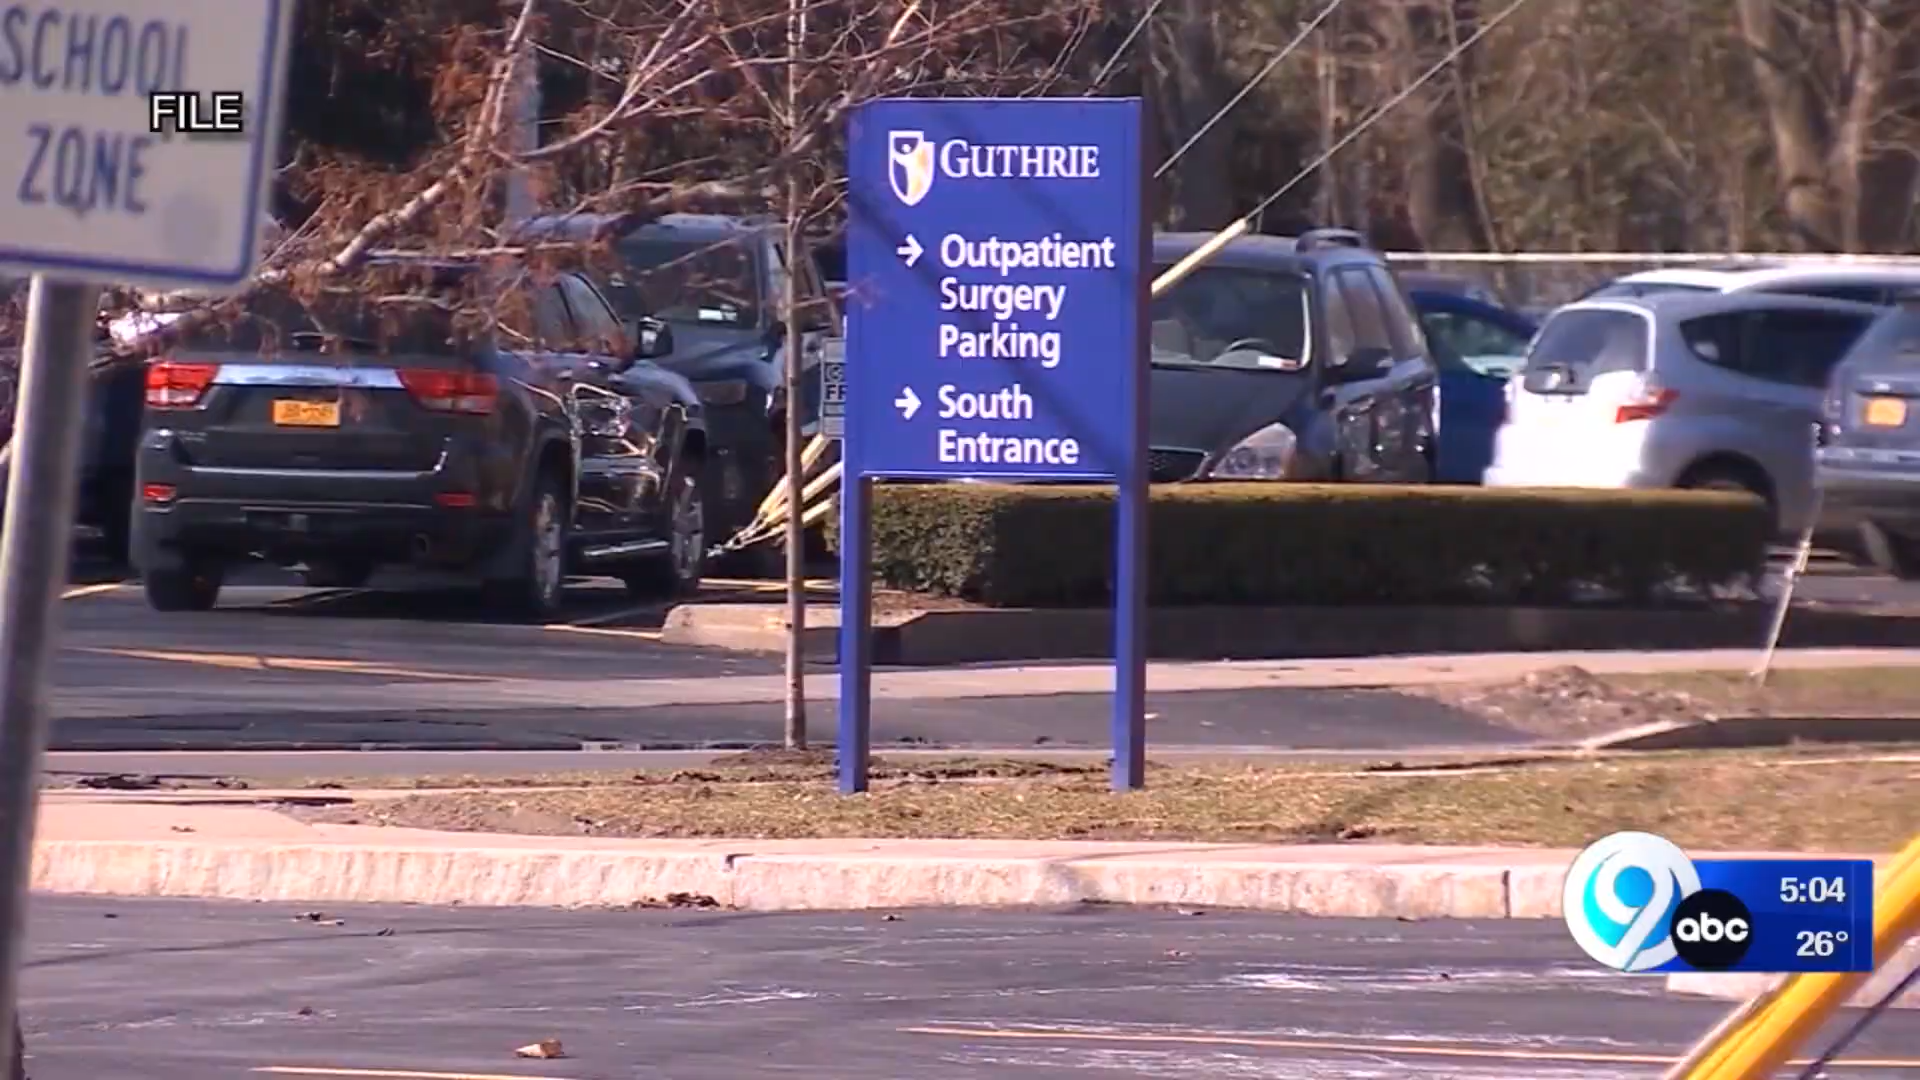 SCHOOL
ZONE
FILE
GUTHRIE
→ Outpatient
Surgery
Parking
→ South
Entrance
9
abc
5:04
26°